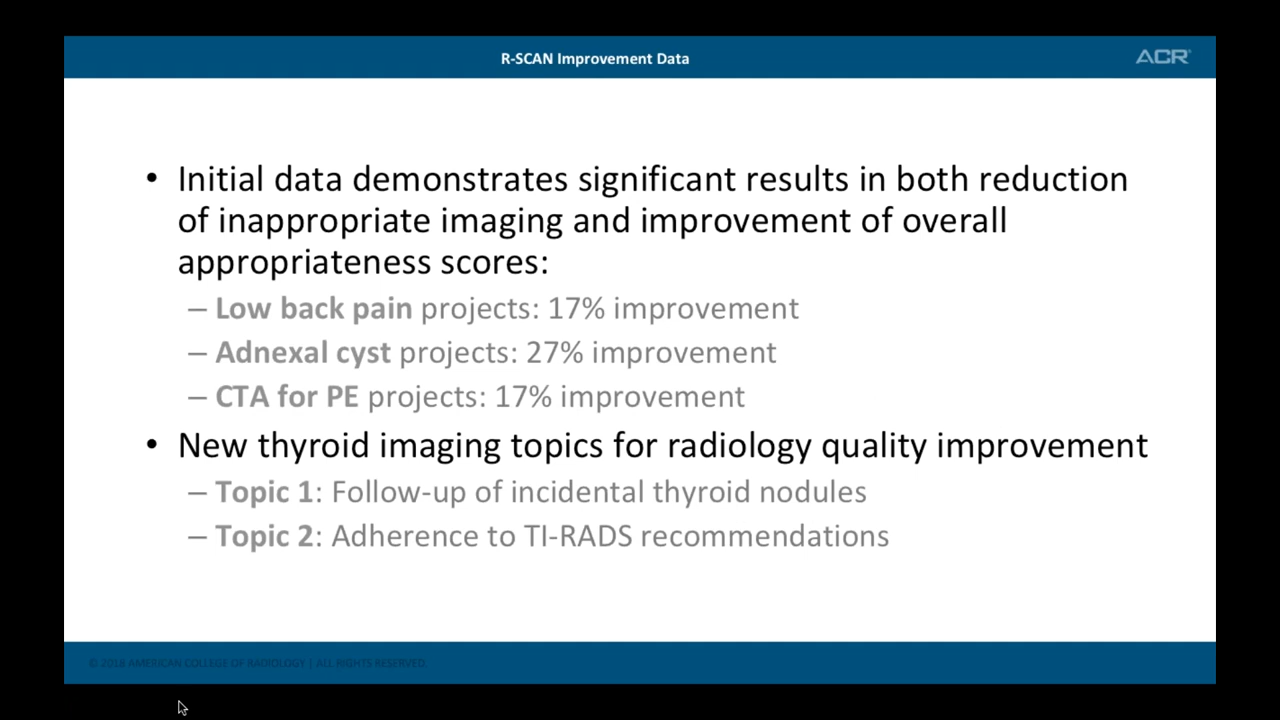 R-SCAN Improvement Data
ACR®
• Initial data demonstrates significant results in both reduction
of inappropriate imaging and improvement of overall
appropriateness scores:
– Low back pain projects: 17% improvement
– Adnexal cyst projects: 27% improvement
– CTA for PE projects: 17% improvement
• New thyroid imaging topics for radiology quality improvement
– Topic 1: Follow-up of incidental thyroid nodules
– Topic 2: Adherence to TI-RADS recommendations
© 2018 AMERICAN COLLEGE OF RADIOLOGY | ALL RIGHTS RESERVED.